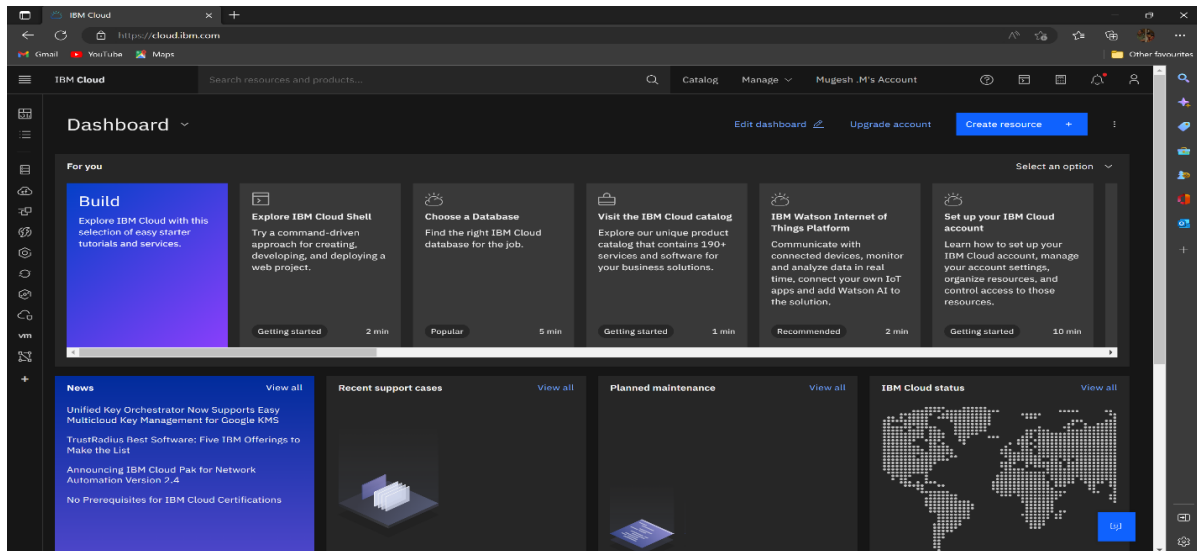 IBM Cloud
https://cloud.ibm.com
Gmail YouTube Maps Other favourites
IBM Cloud Search resources and products... Catalog Manage Mugesh .M's Account
Dashboard Edit dashboard Upgrade account Create resource +
For you Select an option
Build
Explore IBM Cloud with this
selection of easy starter
tutorials and services.
Explore IBM Cloud Shell
Try a command-driven
approach for creating,
developing, and deploying a
web project.
Getting started 2 min
Choose a Database
Find the right IBM Cloud
database for the job.
Popular 5 min
Visit the IBM Cloud catalog
Explore our unique product
catalog that contains 190+
services and software for
your business solutions.
Getting started 1 min
IBM Watson Internet of
Things Platform
Communicate with
connected devices, monitor
and analyze data in real
time, connect your own IoT
apps and add Watson AI to
the solution.
Recommended 2 min
Set up your IBM Cloud
account
Learn how to set up your
IBM Cloud account, manage
your account settings,
organize resources, and
control access to those
resources.
Getting started 10 min
vm
News View all
Unified Key Orchestrator Now Supports Easy
Multicloud Key Management for Google KMS
TrustRadius Best Software: Five IBM Offerings to
Make the List
Announcing IBM Cloud Pak for Network
Automation Version 2.4
No Prerequisites for IBM Cloud Certifications
Recent support cases View all
Planned maintenance View all
IBM Cloud status View all